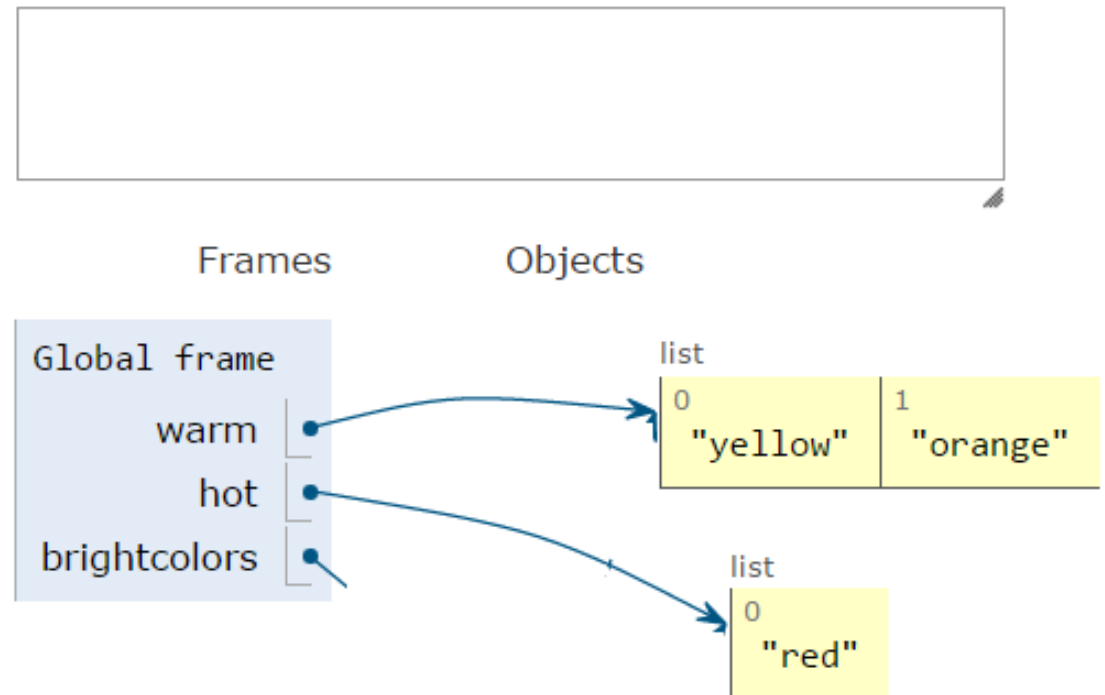 Frames Objects
Global frame
warm
hot
brightcolors
list
0 1
"yellow" "orange"
list
0
"red"